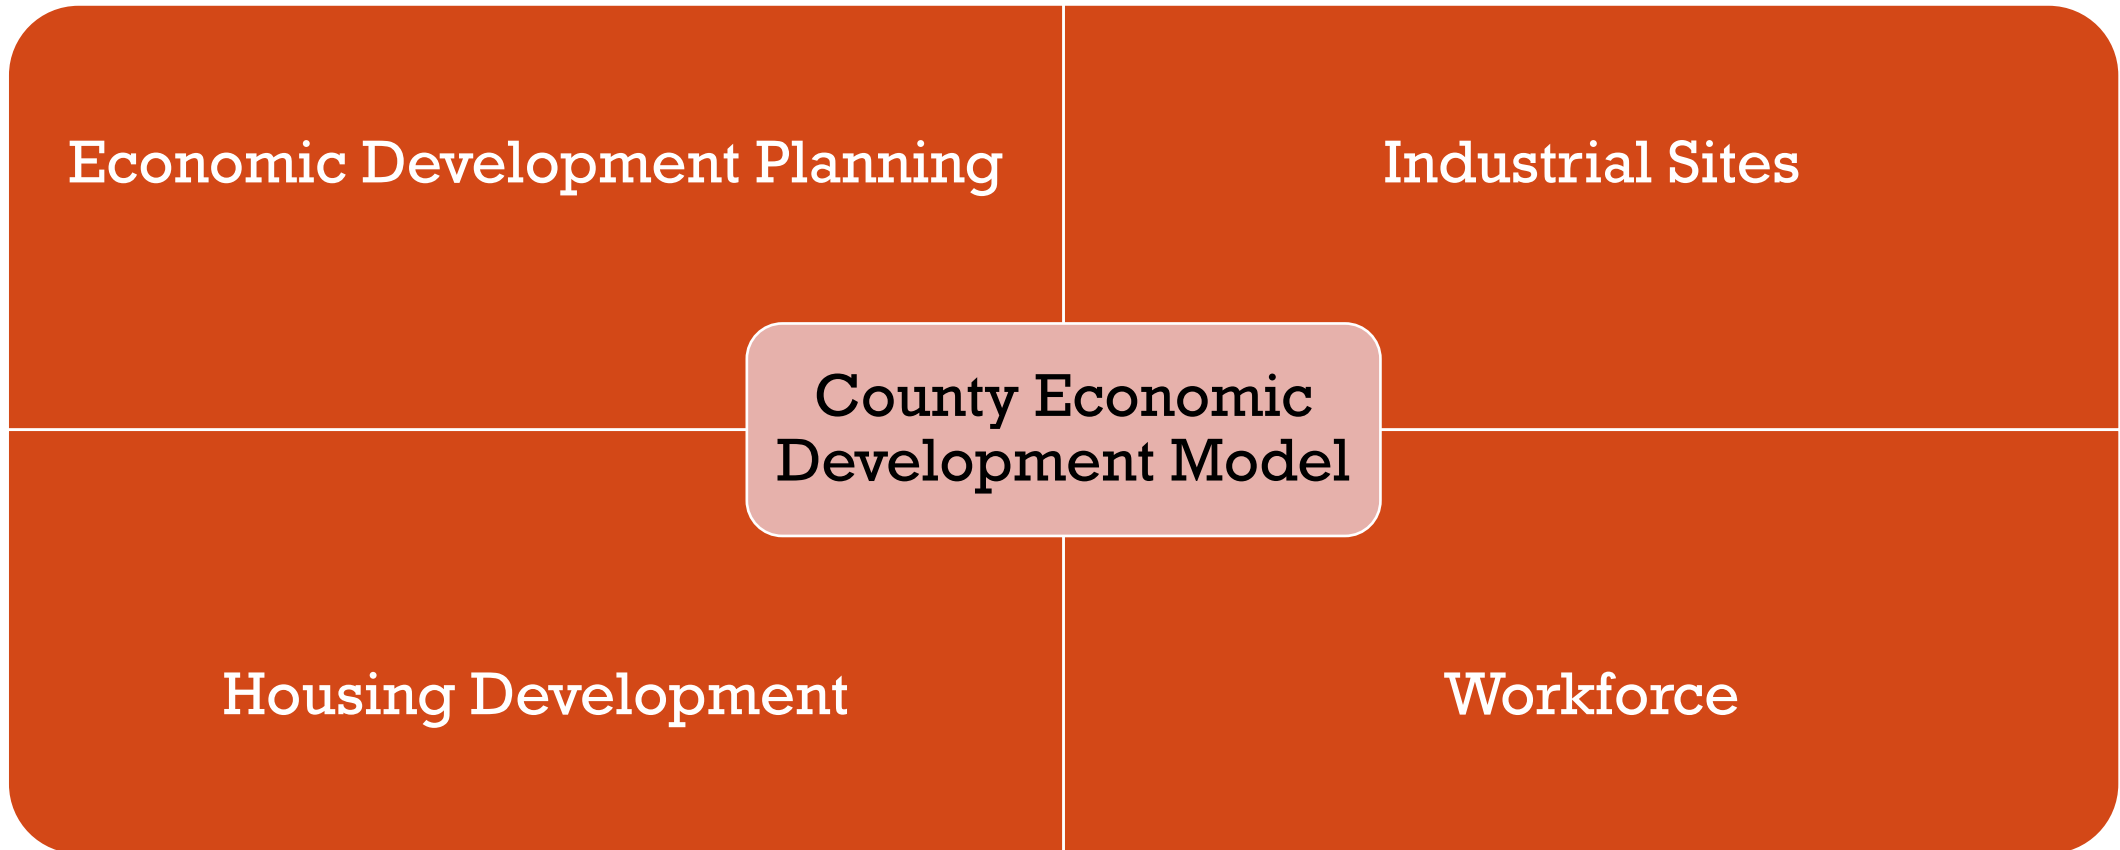 Economic Development Planning
Industrial Sites
County Economic
Development Model
Housing Development
Workforce